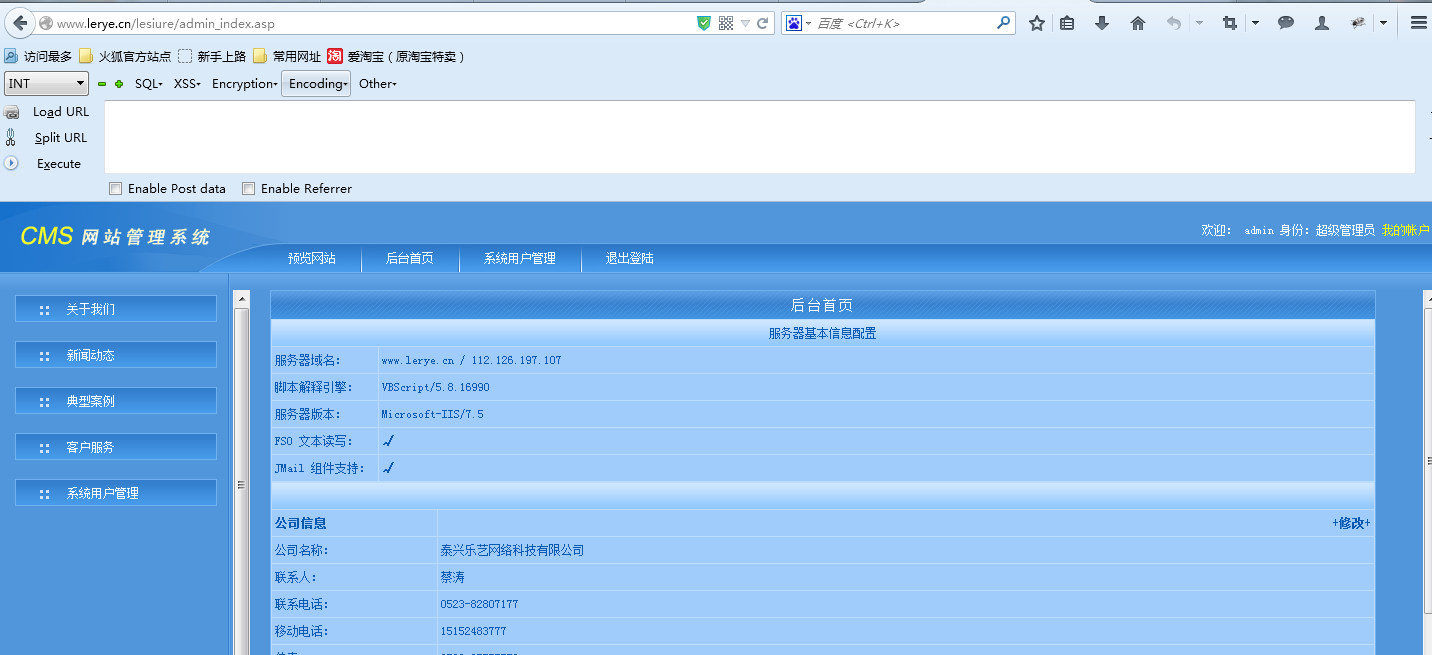 www.lerye.cn/lesiure/admin_index.asp
百度 <Ctrl+K>
访问最多 火狐官方站点 新手上路 常用网址 淘 爱淘宝（原淘宝特卖）
INT SQL XSS Encryption Encoding Other
Load URL
Split URL
Execute
Enable Post data Enable Referrer
CMS 网站管理系统
欢迎： admin 身份：超级管理员 我的帐户
预览网站 后台首页 系统用户管理 退出登陆
关于我们
新闻动态
典型案例
客户服务
系统用户管理
后台首页
服务器基本信息配置
服务器域名： www.lerye.cn / 112.126.197.107
脚本解释引擎： VBScript/5.8.16990
服务器版本： Microsoft-IIS/7.5
FSO 文本读写： ✓
JMail 组件支持： ✓
公司信息 +修改+
公司名称： 泰兴乐艺网络科技有限公司
联系人： 蔡涛
联系电话： 0523-82807177
移动电话： 15152483777